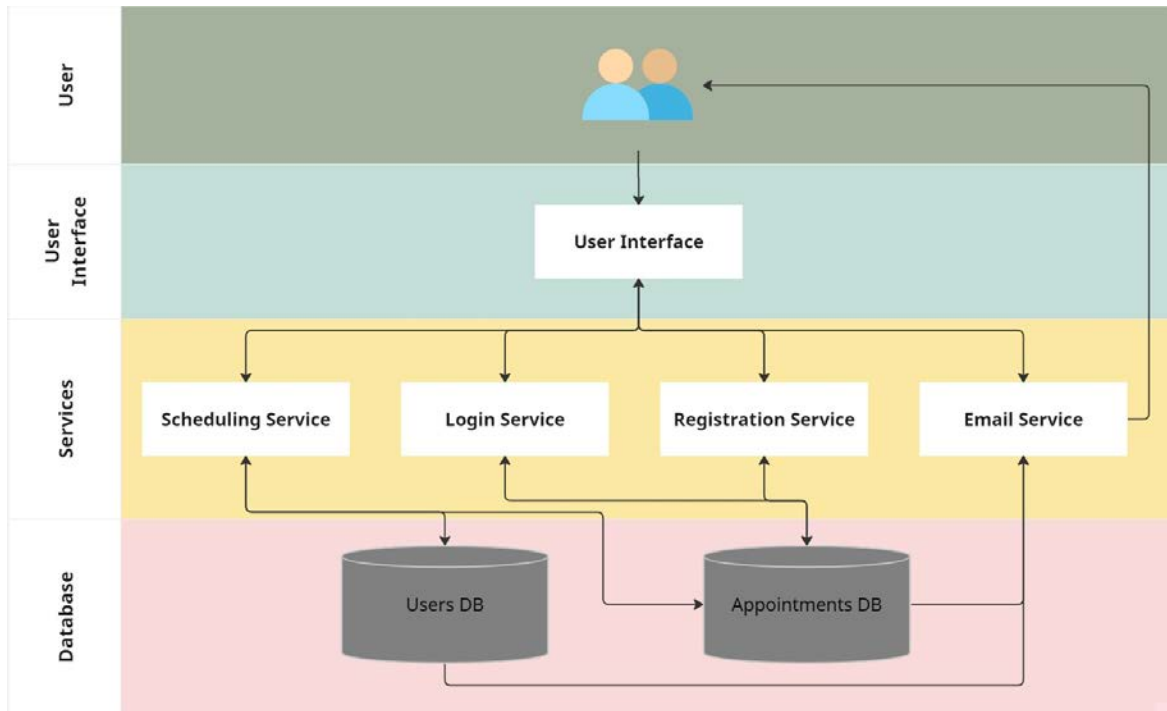 User
User
Interface
User Interface
Services
Scheduling Service
Login Service
Registration Service
Email Service
Database
Users DB
Appointments DB